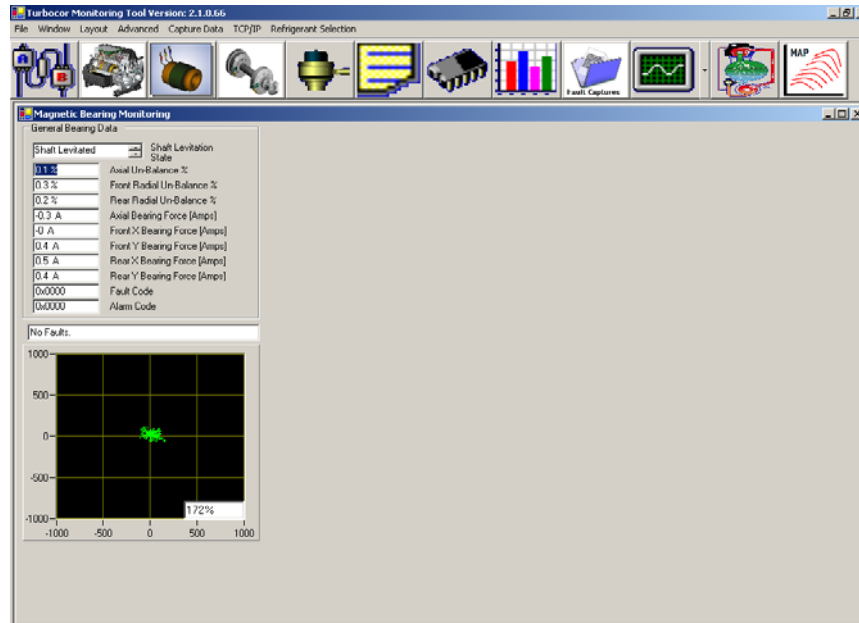 Turbocor Monitoring Tool Version: 2.1.0.66
File Window Layout Advanced Capture Data TCP/IP Refrigerant Selection
A
B
Fault Captures
MAP
Magnetic Bearing Monitoring
General Bearing Data
Shaft Levitated Shaft Levitation State
0.1 % Axial Un-Balance %
0.3 % Front Radial Un-Balance %
0.2 % Rear Radial Un-Balance %
-0.3 A Axial Bearing Force (Amps)
-0 A Front X Bearing Force (Amps)
0.4 A Front Y Bearing Force (Amps)
0.5 A Rear X Bearing Force (Amps)
0.4 A Rear Y Bearing Force (Amps)
0x0000 Fault Code
0x0000 Alarm Code
No Faults.
1000
500
0
-500
-1000
172%
-1000 -500 0 500 1000